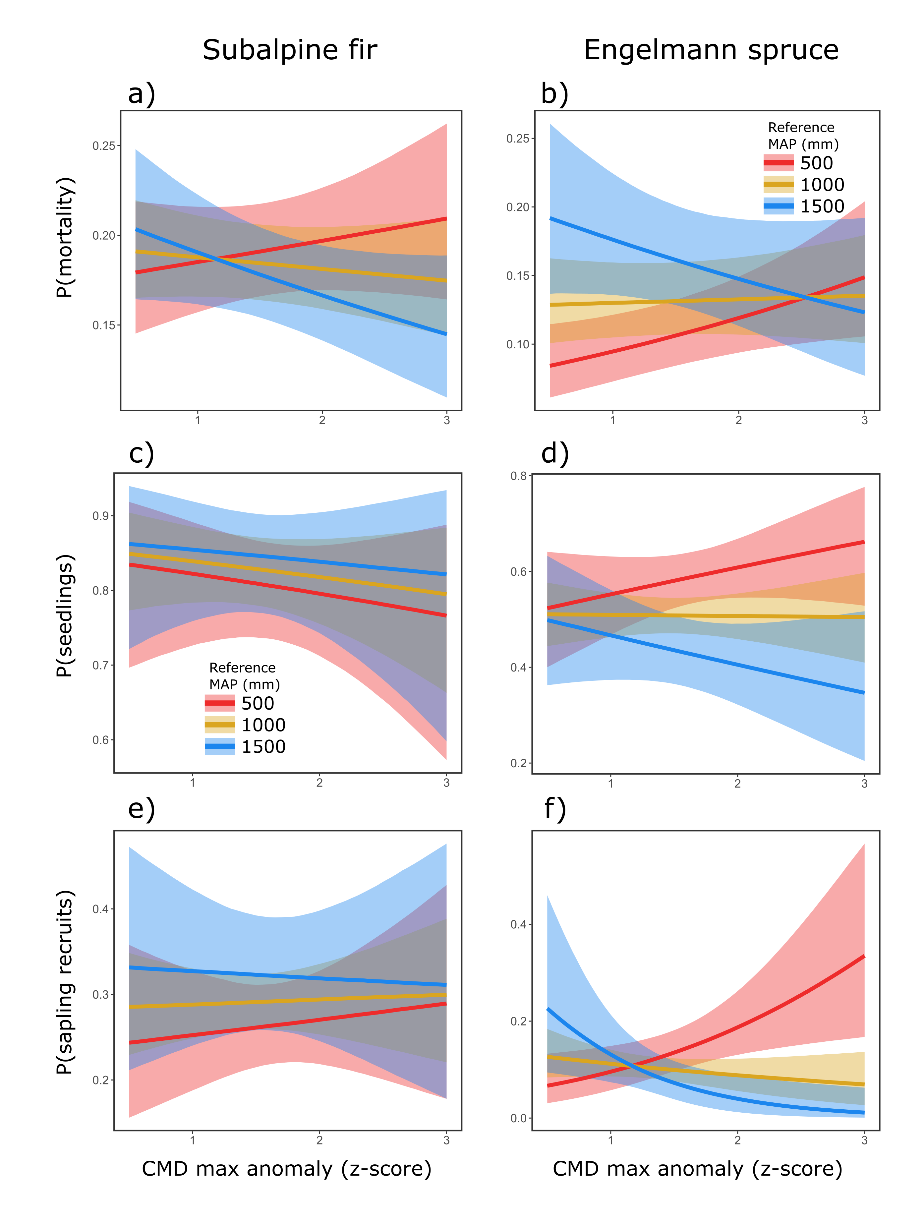 Subalpine fir
Engelmann spruce
a)
b)
P(mortality)
0.25
0.20
0.15
1
2
3
0.25
0.20
0.15
0.10
1
2
3
Reference
MAP (mm)
500
1000
1500
c)
d)
P(seedlings)
0.9
0.8
0.7
0.6
1
2
3
Reference
MAP (mm)
500
1000
1500
0.8
0.6
0.4
0.2
1
2
3
e)
f)
P(sapling recruits)
0.4
0.3
0.2
1
2
3
0.4
0.2
0.0
1
2
3
CMD max anomaly (z-score)
CMD max anomaly (z-score)